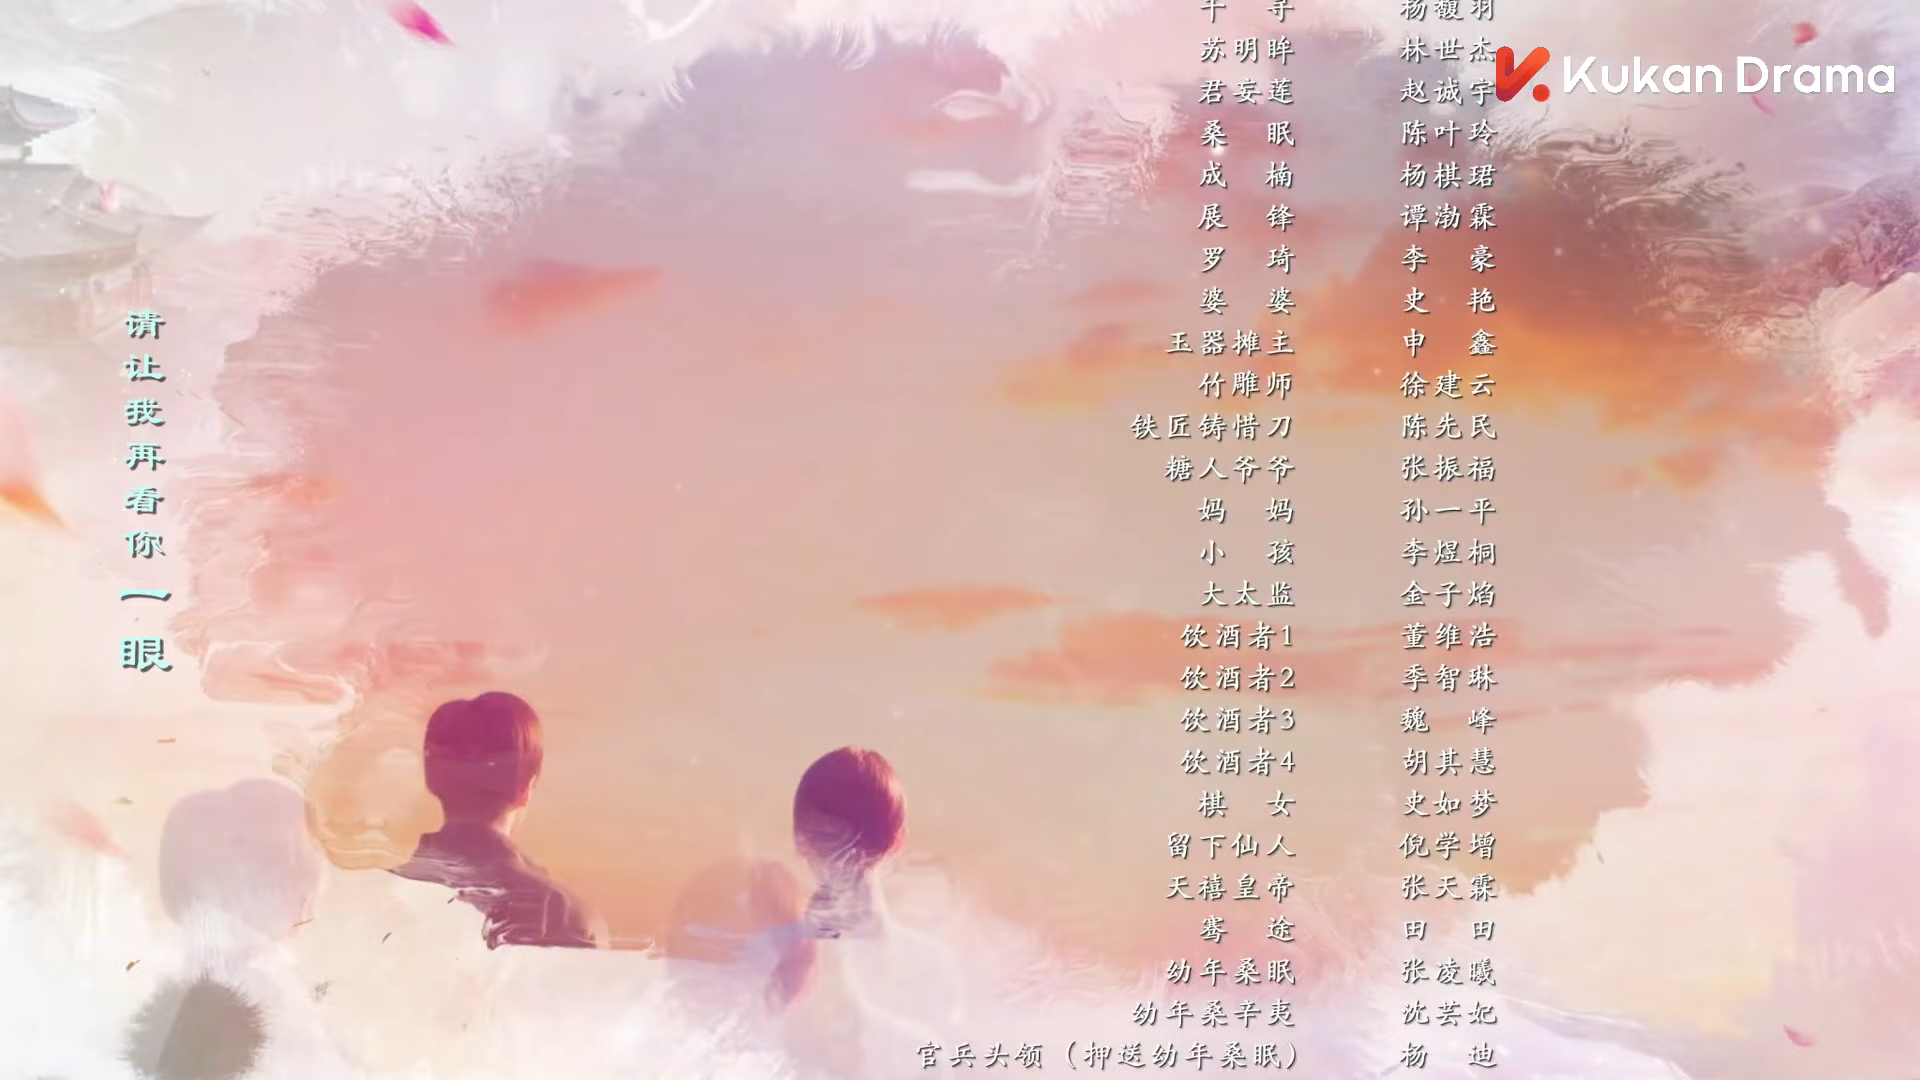 请让我再看你一眼
千寻 杨馥羽
苏明眸 林世杰
Kukan Drama
君妄莲 赵诚宇
桑眠 陈叶玲
成楠 杨棋珺
展锋 谭渤霖
罗琦 李豪
婆婆 史艳
玉器摊主 申鑫
竹雕师 徐建云
铁匠铸惜刀 陈先民
糖人爷爷 张振福
妈妈 孙一平
小孩 李煜桐
大太监 金子焰
饮酒者1 董维浩
饮酒者2 季智琳
饮酒者3 魏峰
饮酒者4 胡其慧
棋女 史如梦
留下仙人 倪学增
天禧皇帝 张天霖
骞途 田田
幼年桑眠 张凌曦
幼年桑辛夷 沈芸妃
官兵头领（押送幼年桑眠） 杨迪